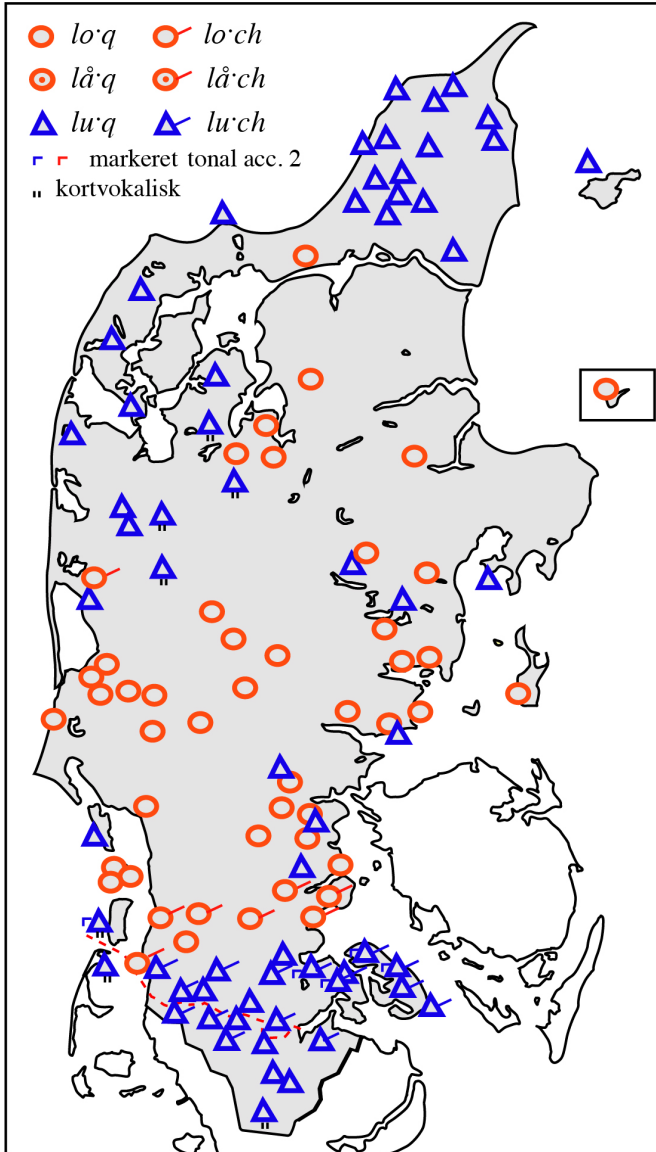 lo·q lo·ch
lå·q lå·ch
lu·q lu·ch
markeret tonal acc. 2
kortvokalisk